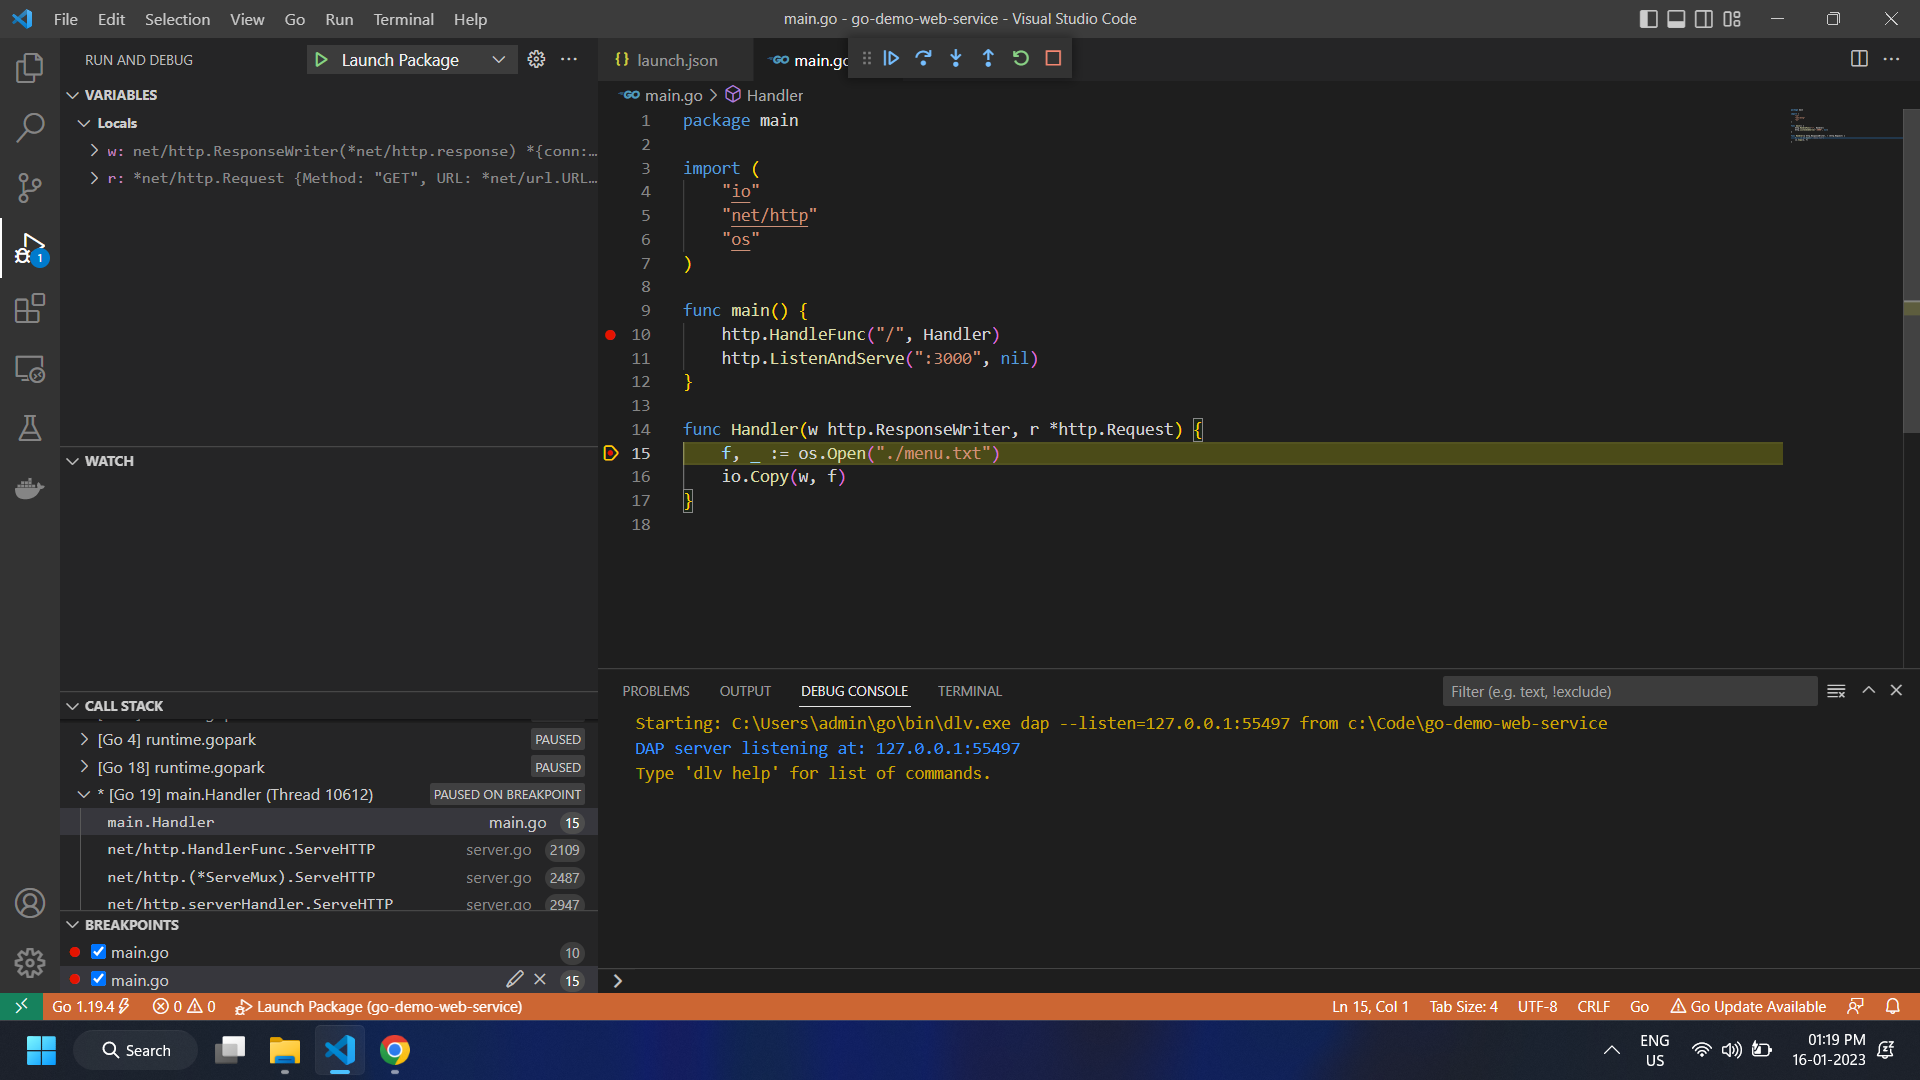 File Edit Selection View Go Run Terminal Help
main.go - go-demo-web-service - Visual Studio Code
RUN AND DEBUG
Launch Package
launch.json
main.go
VARIABLES
Locals
w: net/http.ResponseWriter(*net/http.response) *{conn:…
r: *net/http.Request {Method: "GET", URL: *net/url.URL…
WATCH
CALL STACK
[Go 4] runtime.gopark PAUSED
[Go 18] runtime.gopark PAUSED
* [Go 19] main.Handler (Thread 10612) PAUSED ON BREAKPOINT
main.Handler main.go 15
net/http.HandlerFunc.ServeHTTP server.go 2109
net/http.(*ServeMux).ServeHTTP server.go 2487
net/http.serverHandler.ServeHTTP server.go 2947
BREAKPOINTS
main.go 10
main.go 15
GO main.go > Handler
1 package main
2
3 import (
4 "io"
5 "net/http"
6 "os"
7 )
8
9 func main() {
10 http.HandleFunc("/", Handler)
11 http.ListenAndServe(":3000", nil)
12 }
13
14 func Handler(w http.ResponseWriter, r *http.Request) {
15 f, _ := os.Open("./menu.txt")
16 io.Copy(w, f)
17 }
18
PROBLEMS OUTPUT DEBUG CONSOLE TERMINAL
Filter (e.g. text, !exclude)
Starting: C:\Users\admin\go\bin\dlv.exe dap --listen=127.0.0.1:55497 from c:\Code\go-demo-web-service
DAP server listening at: 127.0.0.1:55497
Type 'dlv help' for list of commands.
Go 1.19.4 0 0 Launch Package (go-demo-web-service)
Ln 15, Col 1 Tab Size: 4 UTF-8 CRLF Go Go Update Available
Search
ENG
US
01:19 PM
16-01-2023